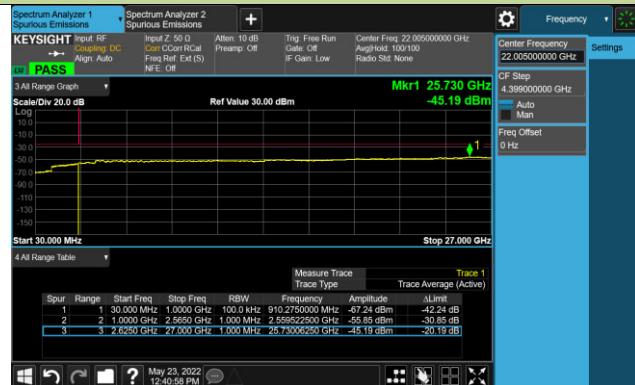 Spectrum Analyzer 1
Spurious Emissions
Spectrum Analyzer 2
Spurious Emissions
Frequency
KEYSIGHT
Input: RF
Coupling: DC
Align: Auto
Input Z: 50 Ω
Corr CCorr RCal
Freq Ref: Ext (S)
NFE: Off
Atten: 10 dB
Preamp: Off
Trig: Free Run
Gate: Off
IF Gain: Low
Center Freq: 22.005000000 GHz
Avg|Hold: 100/100
Radio Std: None
PASS
Center Frequency
22.005000000 GHz
Settings
CF Step
4.399000000 GHz
Auto
Man
Freq Offset
0 Hz
3 All Range Graph
Mkr1 25.730 GHz
Scale/Div 20.0 dB
Ref Value 30.00 dBm
-45.19 dBm
Log
10.0
-10.0
-30.0
-50.0
-70.0
-90.0
-110
-130
-150
1
Start 30.000 MHz
Stop 27.000 GHz
4 All Range Table
Measure Trace Trace 1
Trace Type Trace Average (Active)
Spur Range Start Freq Stop Freq RBW Frequency Amplitude ΔLimit
1 1 30.000 MHz 1.0000 GHz 100.0 kHz 910.2750000 MHz -67.24 dBm -42.24 dB
2 2 1.0000 GHz 2.5650 GHz 1.000 MHz 2.559522500 GHz -55.85 dBm -30.85 dB
3 3 2.6250 GHz 27.000 GHz 1.000 MHz 25.73006250 GHz -45.19 dBm -20.19 dB
May 23, 2022
12:40:58 PM